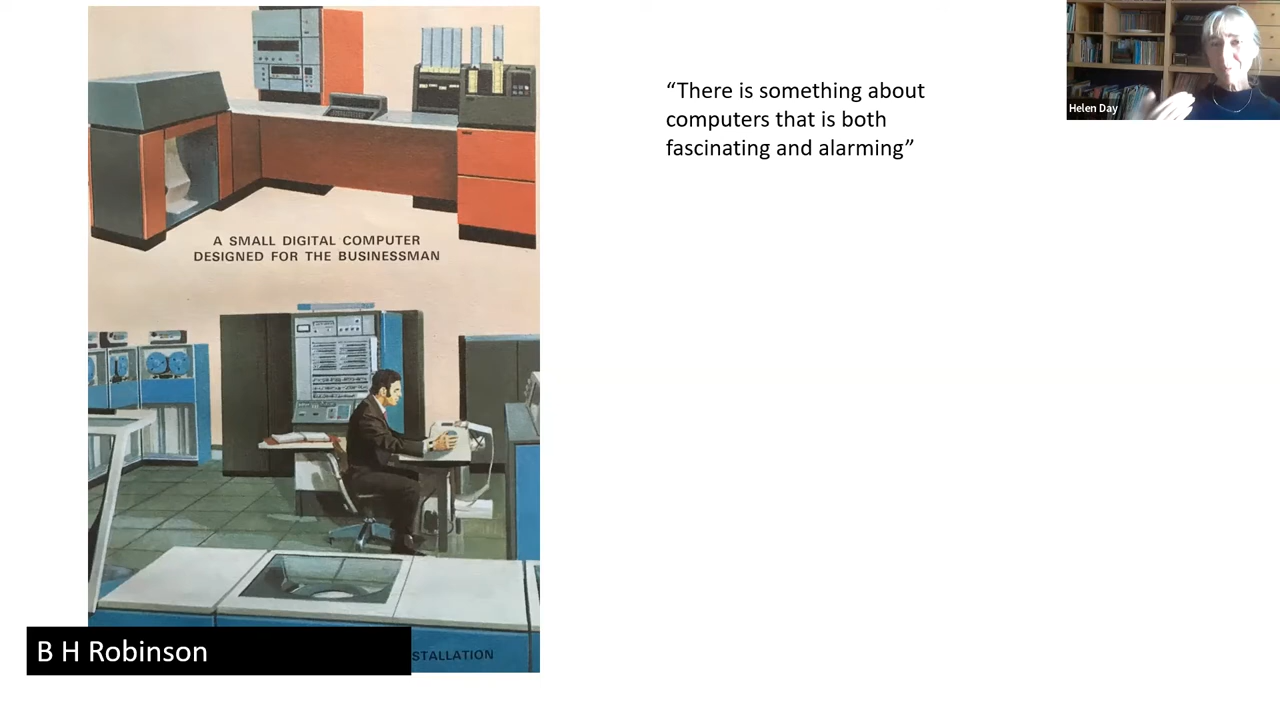 “There is something about
computers that is both
fascinating and alarming”
Helen Day
A SMALL DIGITAL COMPUTER
DESIGNED FOR THE BUSINESSMAN
STALLATION
B H Robinson